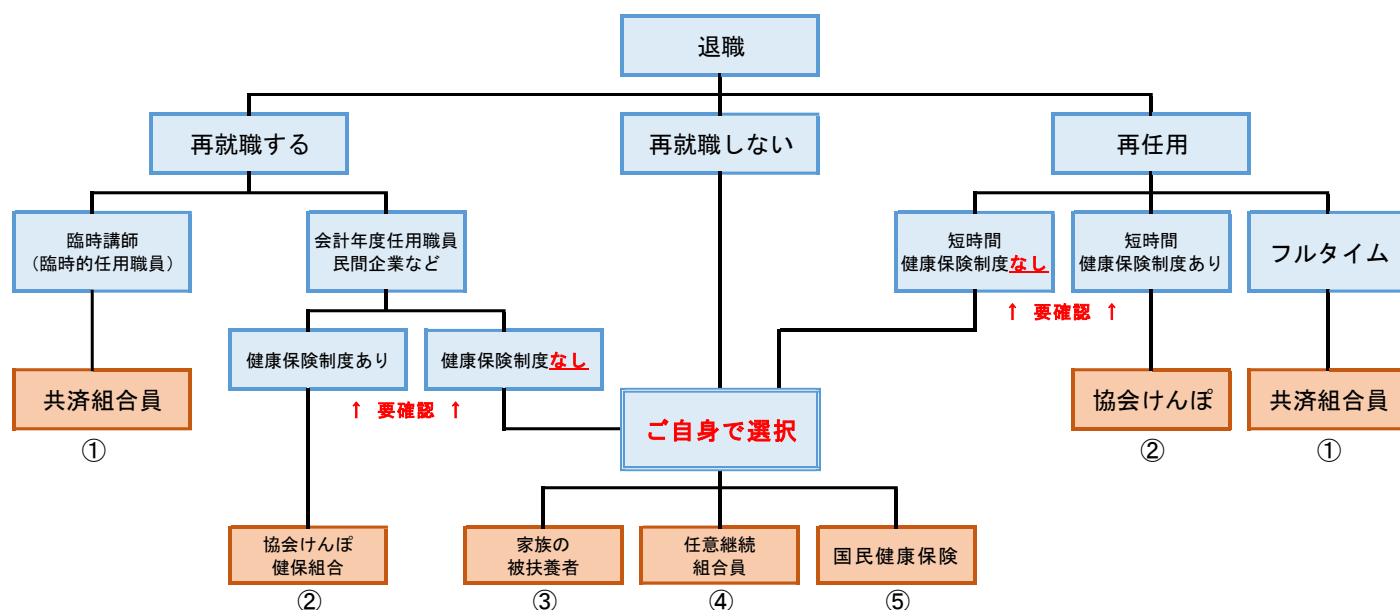 退職
再就職する
再就職しない
再任用
臨時講師
（臨時的任用職員）
会計年度任用職員
民間企業など
短時間
健康保険制度なし
短時間
健康保険制度あり
フルタイム
↑ 要確認 ↑
健康保険制度あり
健康保険制度なし
↑ 要確認 ↑
共済組合員
①
ご自身で選択
協会けんぽ
②
共済組合員
①
協会けんぽ
健保組合
②
家族の
被扶養者
③
任意継続
組合員
④
国民健康保険
⑤